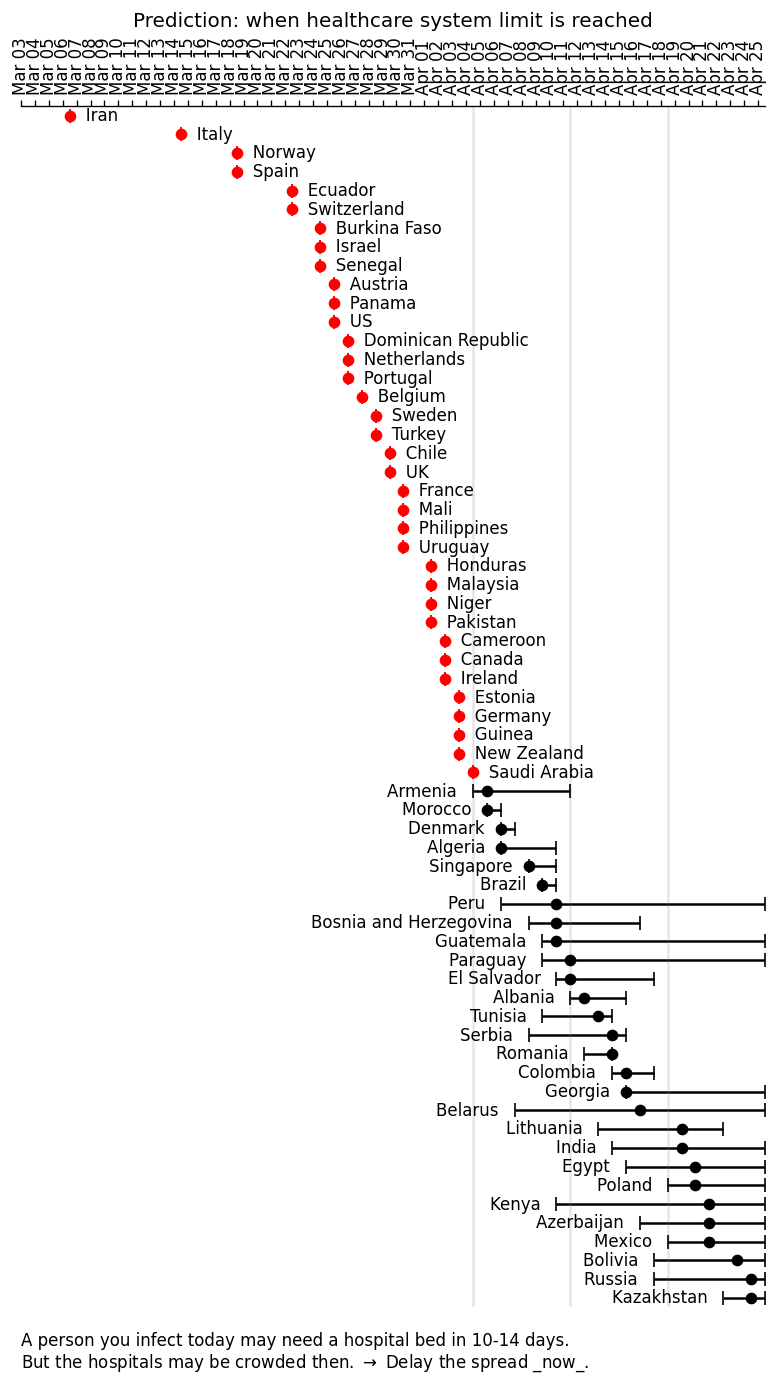 Prediction: when healthcare system limit is reached
Mar 03
Mar 04
Mar 05
Mar 06
Mar 07
Mar 08
Mar 09
Mar 10
Mar 11
Mar 12
Mar 13
Mar 14
Mar 15
Mar 16
Mar 17
Mar 18
Mar 19
Mar 20
Mar 21
Mar 22
Mar 23
Mar 24
Mar 25
Mar 26
Mar 27
Mar 28
Mar 29
Mar 30
Mar 31
Apr 01
Apr 02
Apr 03
Apr 04
Apr 05
Apr 06
Apr 07
Apr 08
Apr 09
Apr 10
Apr 11
Apr 12
Apr 13
Apr 14
Apr 15
Apr 16
Apr 17
Apr 18
Apr 19
Apr 20
Apr 21
Apr 22
Apr 23
Apr 24
Apr 25
Iran
Italy
Norway
Spain
Ecuador
Switzerland
Burkina Faso
Israel
Senegal
Austria
Panama
US
Dominican Republic
Netherlands
Portugal
Belgium
Sweden
Turkey
Chile
UK
France
Mali
Philippines
Uruguay
Honduras
Malaysia
Niger
Pakistan
Cameroon
Canada
Ireland
Estonia
Germany
Guinea
New Zealand
Saudi Arabia
Armenia
Morocco
Denmark
Algeria
Singapore
Brazil
Peru
Bosnia and Herzegovina
Guatemala
Paraguay
El Salvador
Albania
Tunisia
Serbia
Romania
Colombia
Georgia
Belarus
Lithuania
India
Egypt
Poland
Kenya
Azerbaijan
Mexico
Bolivia
Russia
Kazakhstan
A person you infect today may need a hospital bed in 10-14 days.
But the hospitals may be crowded then. → Delay the spread _now_.